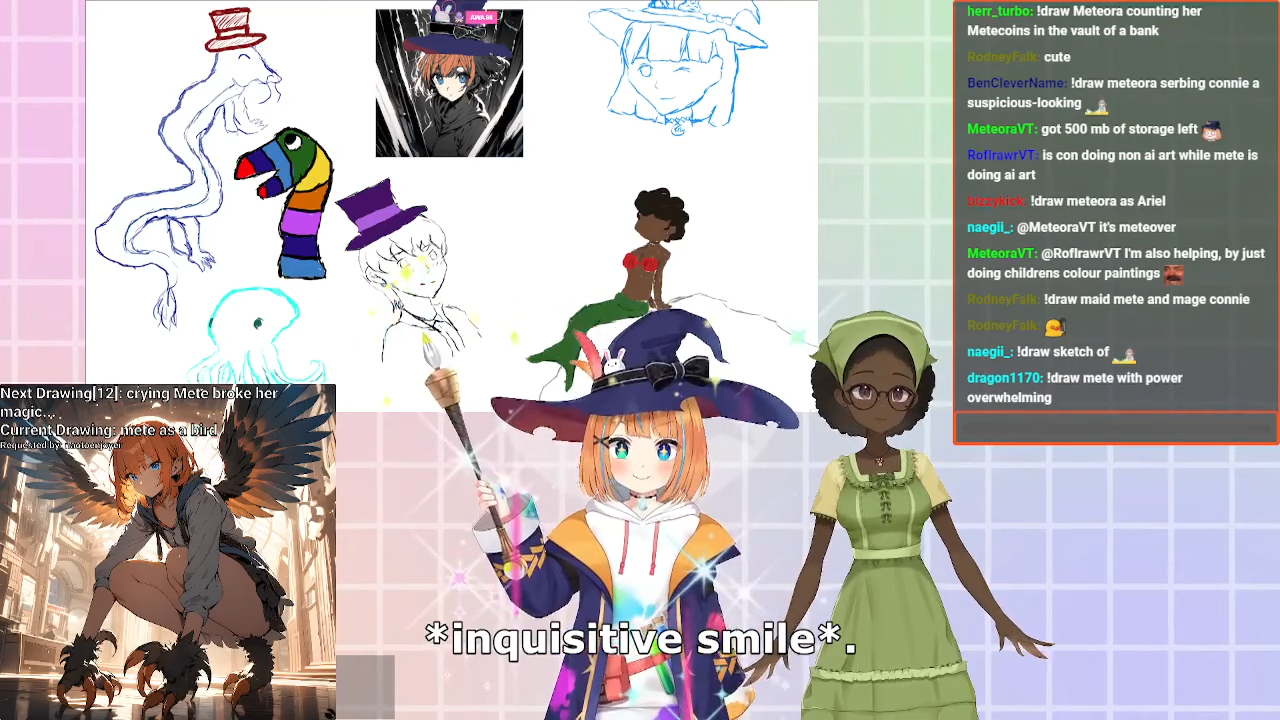 AWASI
herr_turbo: !draw Meteora counting her
Metecoins in the vault of a bank
RodneyFalk: cute
BenCleverName: !draw meteora serbing connie a
suspicious-looking
MeteoraVT: got 500 mb of storage left
RoflrawrVT: is con doing non ai art while mete is
doing ai art
bizzykick: !draw meteora as Ariel
naegii_: @MeteoraVT it's meteover
MeteoraVT: @RoflrawrVT I'm also helping, by just
doing childrens colour paintings
RodneyFalk: !draw maid mete and mage connie
RodneyFalk:
naegii_: !draw sketch of
dragon1170: !draw mete with power
overwhelming
Next Drawing[12]: crying Mete broke her
magic...
Current Drawing: mete as a bird
Requested by:
*inquisitive smile*.